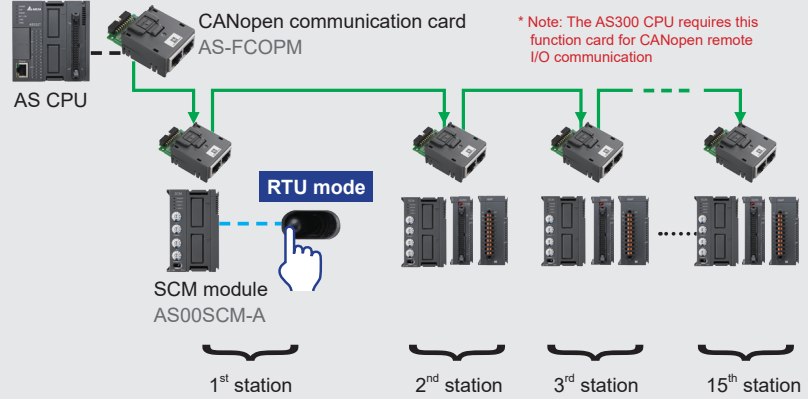 CANopen communication card
AS-FCOPM
* Note: The AS300 CPU requires this
function card for CANopen remote
I/O communication
AS CPU
RTU mode
SCM module
AS00SCM-A
1st station
2nd station
3rd station
15th station